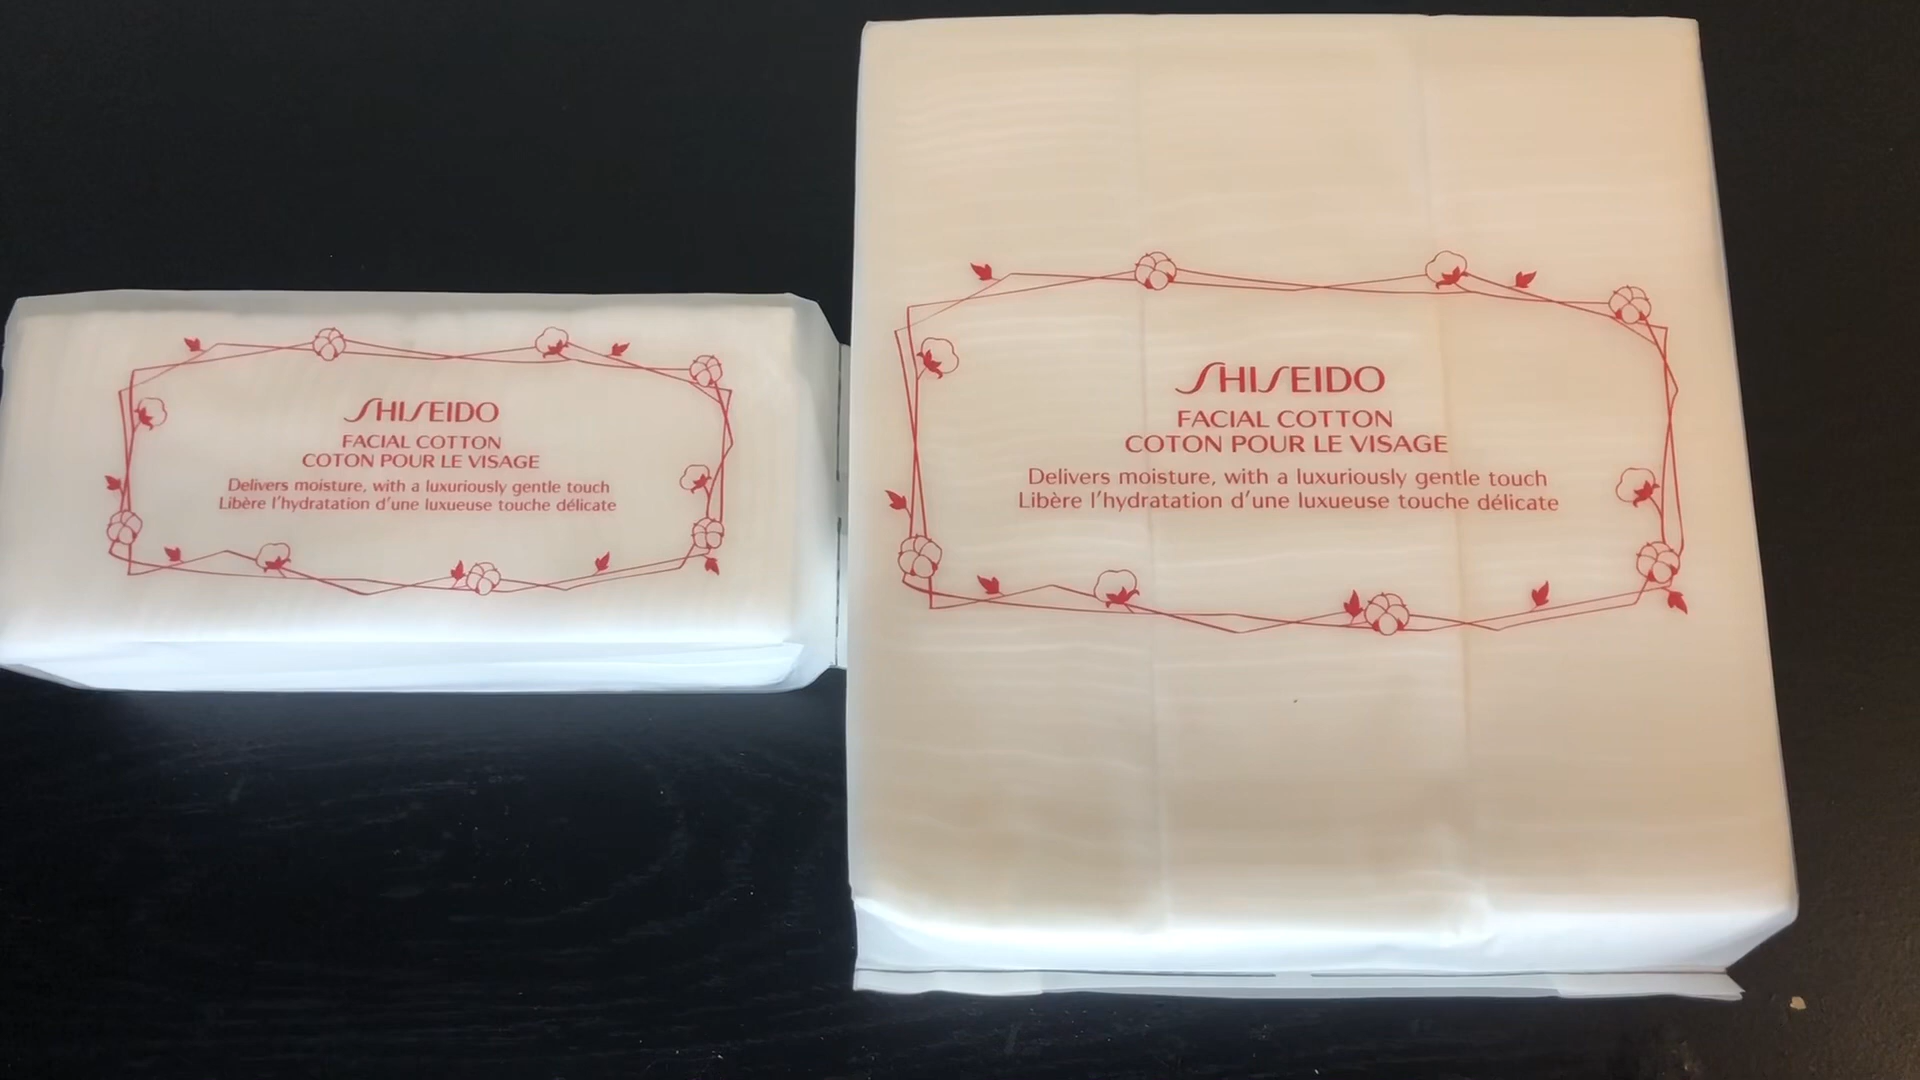 SHISEIDO
FACIAL COTTON
COTON POUR LE VISAGE
Delivers moisture, with a luxuriously gentle touch
Libère l'hydratation d'une luxueuse touche délicate
SHISEIDO
FACIAL COTTON
COTON POUR LE VISAGE
Delivers moisture, with a luxuriously gentle touch
Libère l'hydratation d'une luxueuse touche délicate